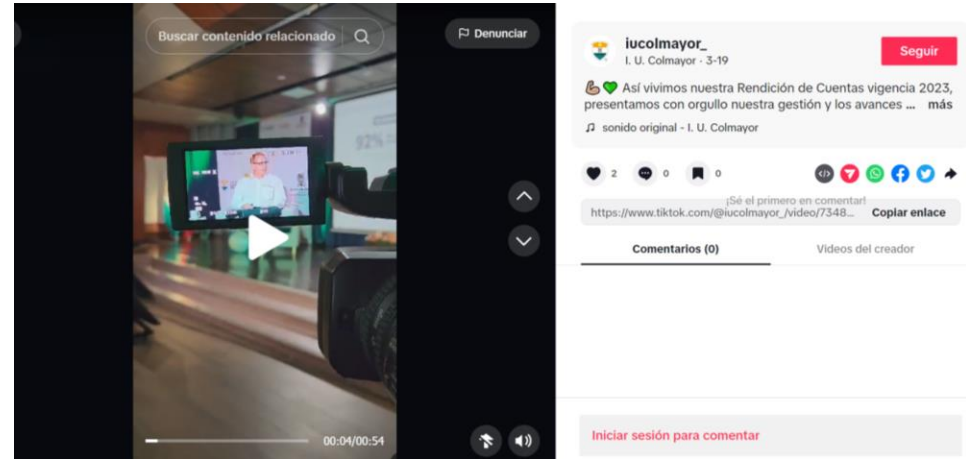 Buscar contenido relacionado
Denunciar
92%
00:04/00:54
iucolmayor_
I. U. Colmayor · 3-19
Seguir
💪🏽 💚 Así vivimos nuestra Rendición de Cuentas vigencia 2023,
presentamos con orgullo nuestra gestión y los avances ... más
♫ sonido original - I. U. Colmayor
2
0
0
¡Sé el primero en comentar!
https://www.tiktok.com/@iucolmayor_/video/7348... Copiar enlace
Comentarios (0)
Videos del creador
Iniciar sesión para comentar